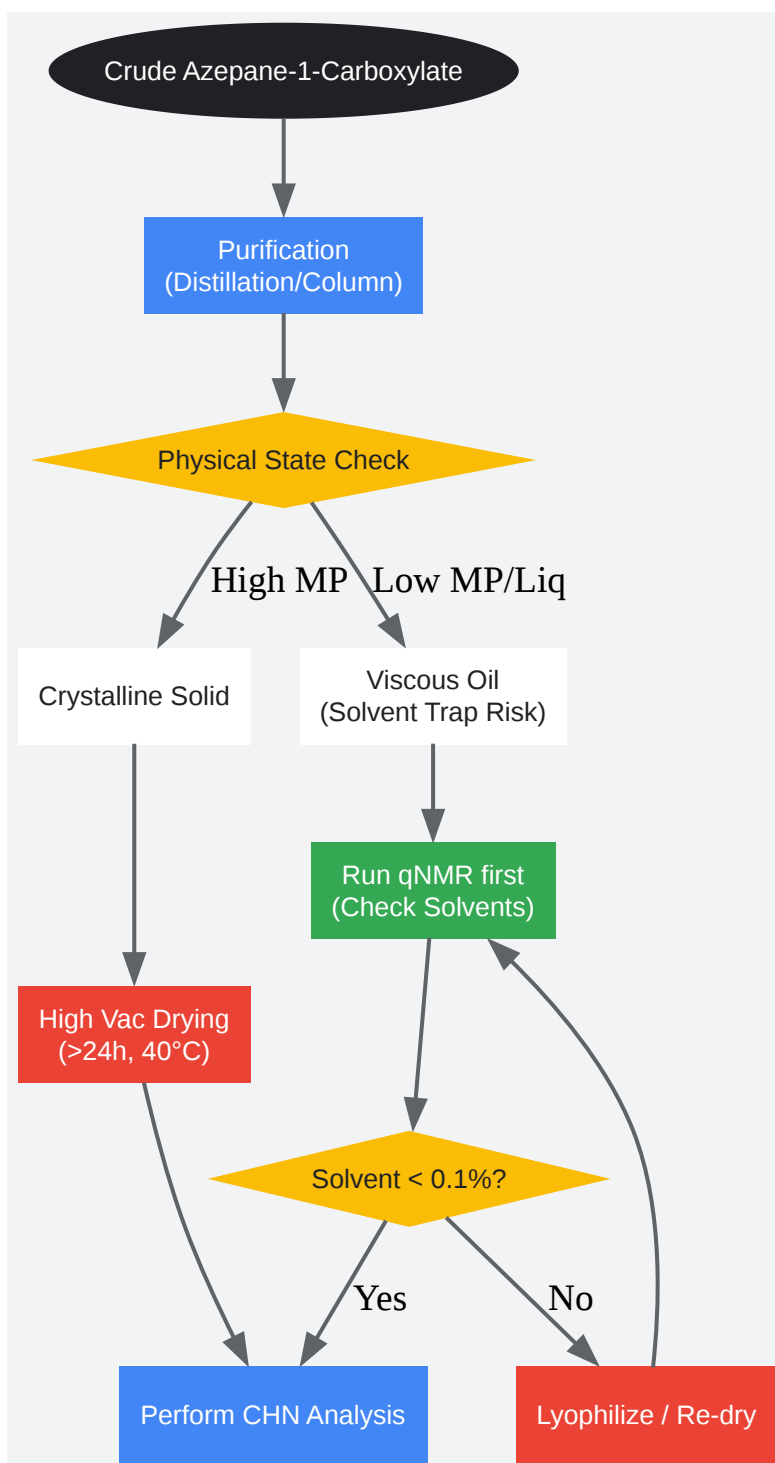 Crude Azepane-1-Carboxylate
Purification
(Distillation/Column)
Physical State Check
High MP
Low MP/Liq
Crystalline Solid
Viscous Oil
(Solvent Trap Risk)
Run qNMR first
(Check Solvents)
High Vac Drying
(>24h, 40°C)
Solvent < 0.1%?
Yes
No
Perform CHN Analysis
Lyophilize / Re-dry